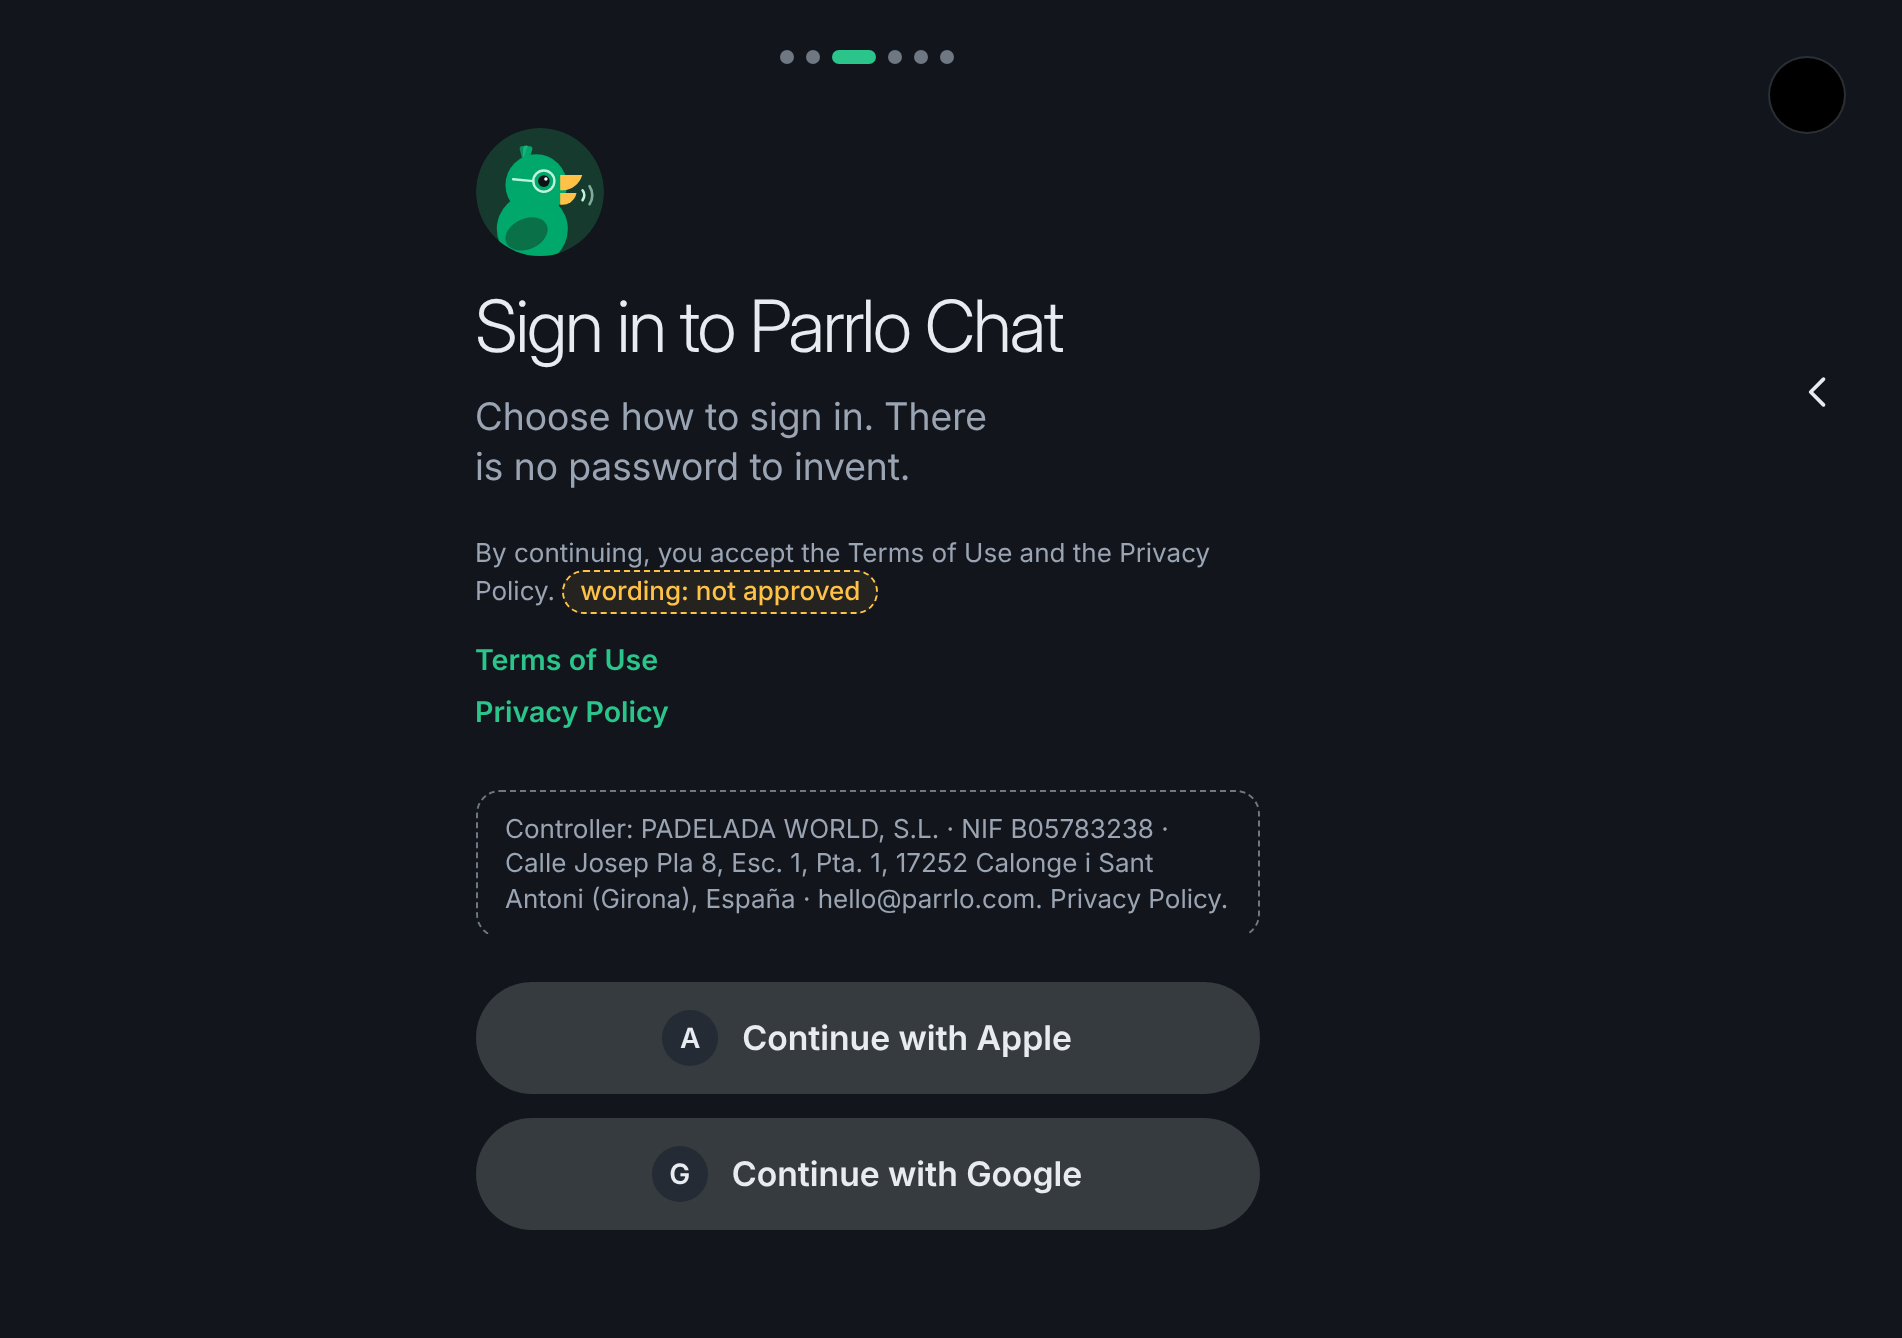 Sign in to Parrlo Chat
Choose how to sign in. There
is no password to invent.
By continuing, you accept the Terms of Use and the Privacy
Policy. wording: not approved
Terms of Use
Privacy Policy
Controller: PADELADA WORLD, S.L. · NIF B05783238 ·
Calle Josep Pla 8, Esc. 1, Pta. 1, 17252 Calonge i Sant
Antoni (Girona), España · hello@parrlo.com. Privacy Policy.
A Continue with Apple
G Continue with Google